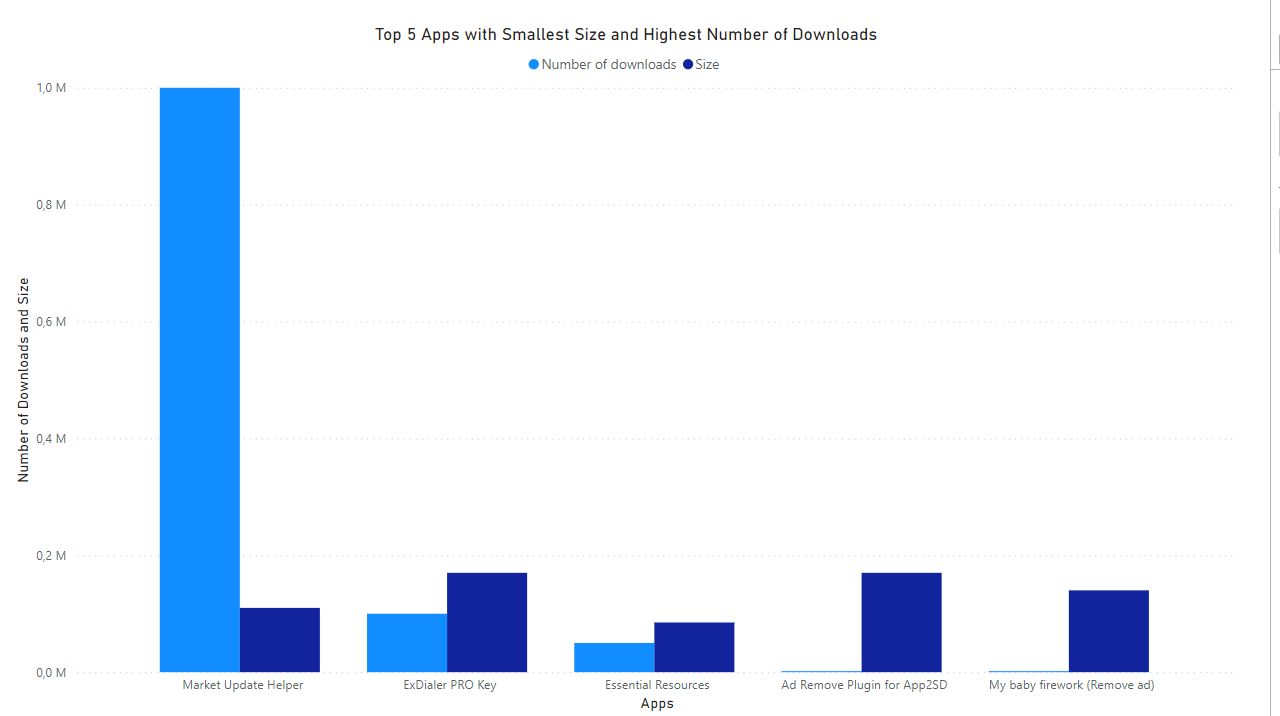 Top 5 Apps with Smallest Size and Highest Number of Downloads
Number of downloads Size
Number of Downloads and Size
1,0 M
0,8 M
0,6 M
0,4 M
0,2 M
0,0 M
Market Update Helper ExDialer PRO Key Essential Resources Ad Remove Plugin for App2SD My baby firework (Remove ad)
Apps